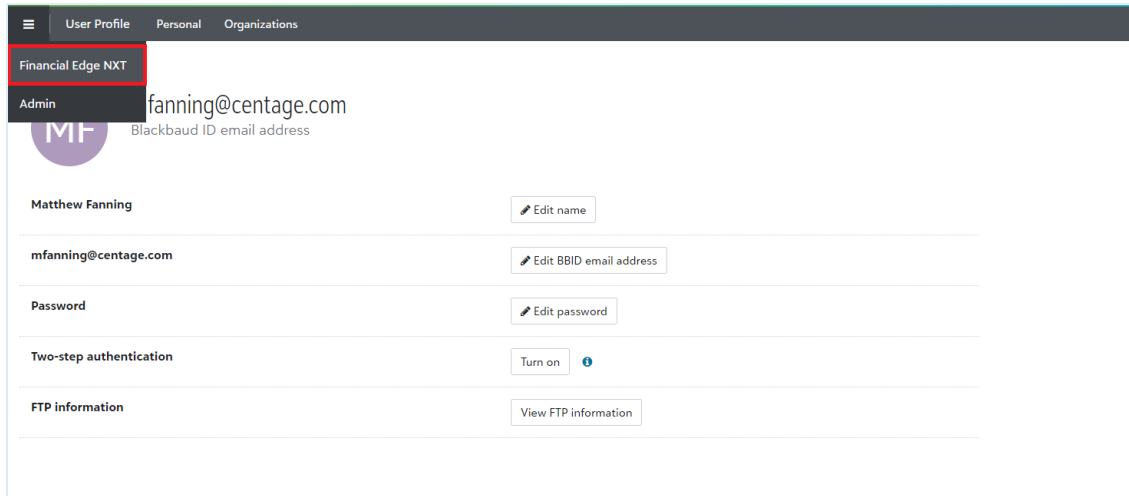 User Profile Personal Organizations
Financial Edge NXT
Admin
fanning@centage.com
MF
Blackbaud ID email address
Matthew Fanning
Edit name
mfanning@centage.com
Edit BBID email address
Password
Edit password
Two-step authentication
Turn on
FTP information
View FTP information